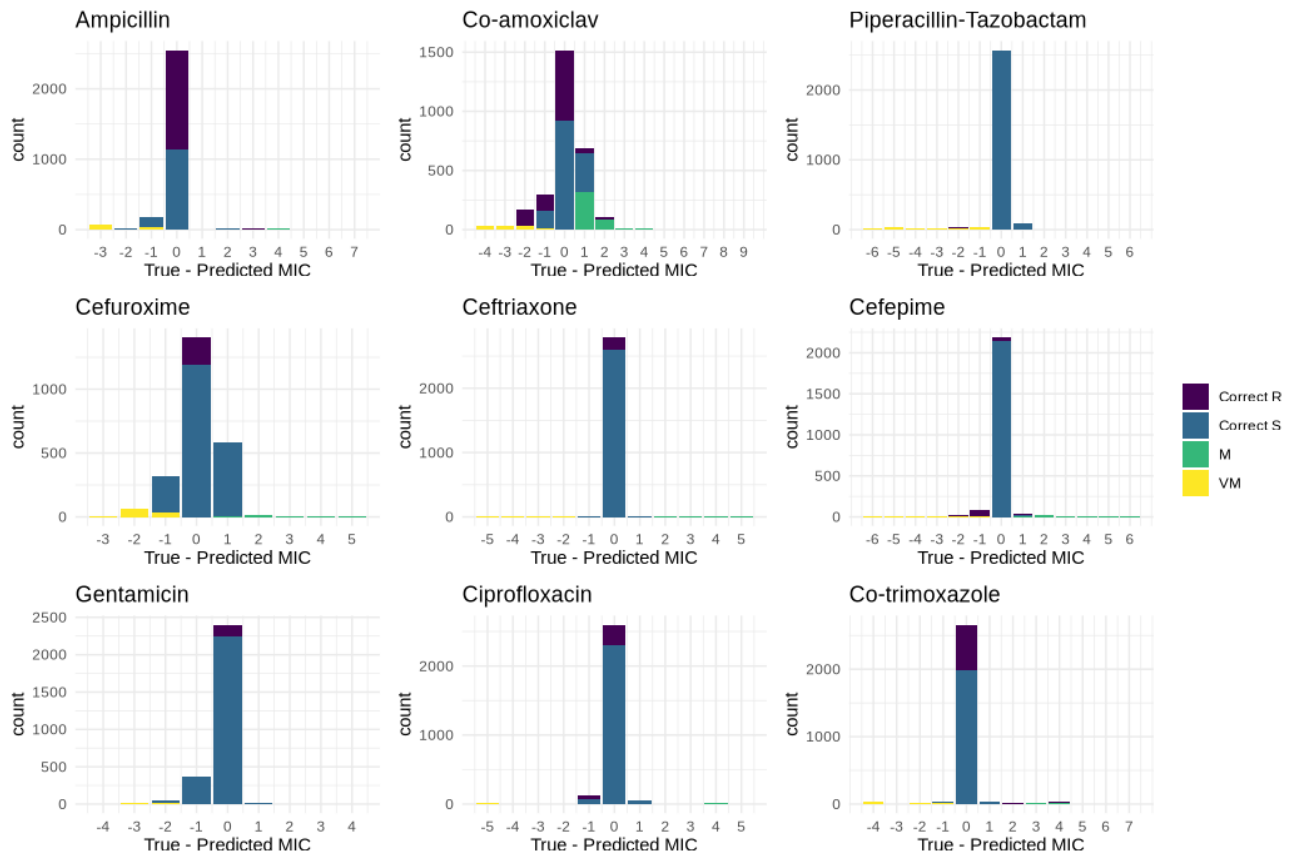 Ampicillin
2000
1000
0
count
-3 -2 -1 0 1 2 3 4 5 6 7
True - Predicted MIC
Co-amoxiclav
1500
1000
500
0
count
-4 -3 -2 -1 0 1 2 3 4 5 6 7 8 9
True - Predicted MIC
Piperacillin-Tazobactam
2000
1000
0
count
-6 -5 -4 -3 -2 -1 0 1 2 3 4 5 6
True - Predicted MIC
Cefuroxime
1000
500
0
count
-3 -2 -1 0 1 2 3 4 5
True - Predicted MIC
Ceftriaxone
2000
1000
0
count
-5 -4 -3 -2 -1 0 1 2 3 4 5
True - Predicted MIC
Cefepime
2000
1500
1000
500
0
count
-6 -5 -4 -3 -2 -1 0 1 2 3 4 5 6
True - Predicted MIC
Correct R
Correct S
M
VM
Gentamicin
2500
2000
1500
1000
500
0
count
-4 -3 -2 -1 0 1 2 3 4
True - Predicted MIC
Ciprofloxacin
2000
1000
0
count
-5 -4 -3 -2 -1 0 1 2 3 4 5
True - Predicted MIC
Co-trimoxazole
2000
1000
0
count
-4 -3 -2 -1 0 1 2 3 4 5 6 7
True - Predicted MIC